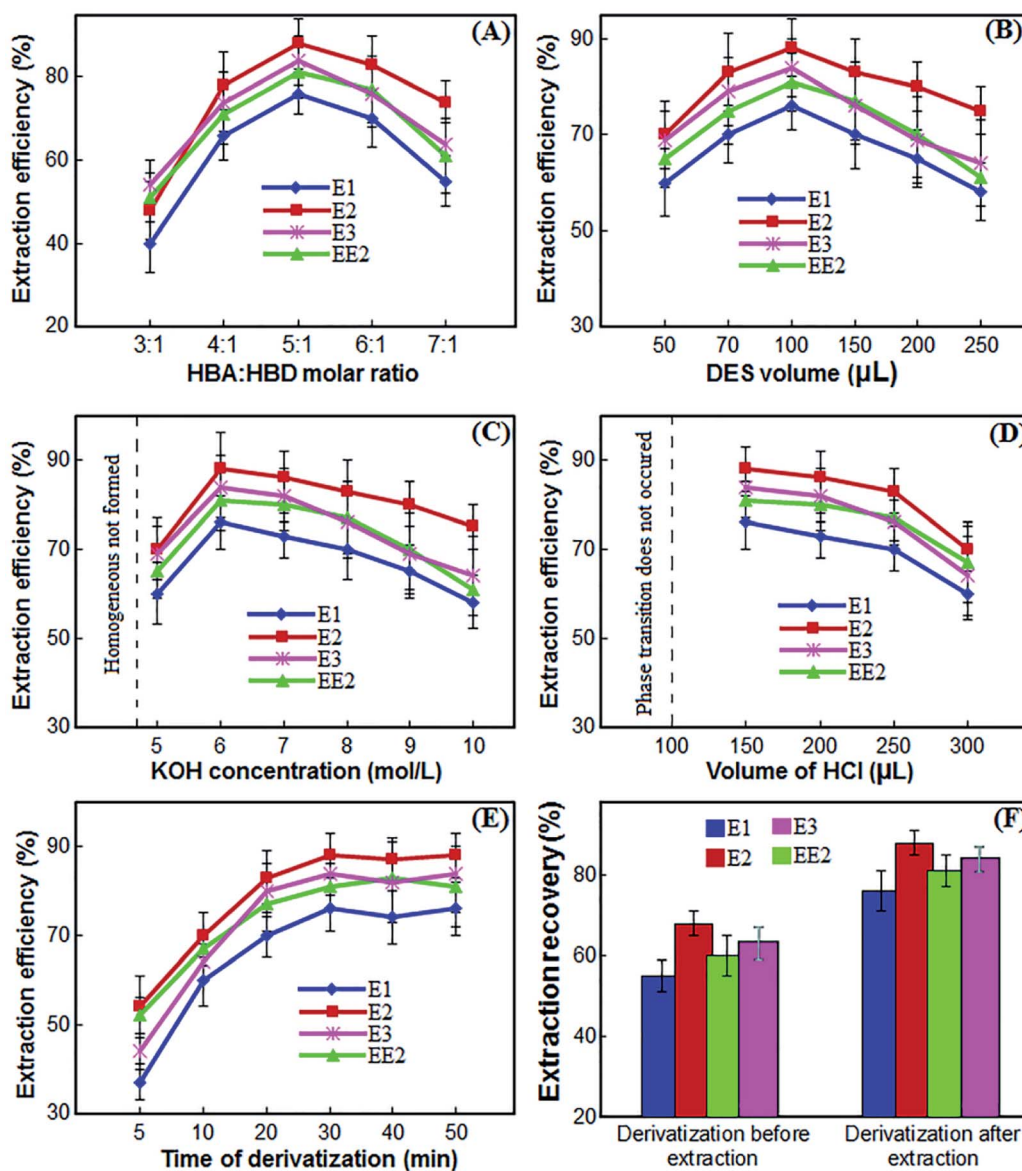 (A)
Extraction efficiency (%)
80
60
40
20
E1
E2
E3
EE2
3:1 4:1 5:1 6:1 7:1
HBA:HBD molar ratio
(B)
Extraction efficiency (%)
90
70
50
30
E1
E2
E3
EE2
50 70 100 150 200 250
DES volume (µL)
(C)
Extraction efficiency (%)
90
70
50
30
Homogeneous not formed
E1
E2
E3
EE2
5 6 7 8 9 10
KOH concentration (mol/L)
(D)
Extraction efficiency (%)
90
70
50
30
Phase transition does not occured
E1
E2
E3
EE2
100 150 200 250 300
Volume of HCl (µL)
(E)
Extraction efficiency (%)
90
70
50
30
E1
E2
E3
EE2
5 10 20 30 40 50
Time of derivatization (min)
(F)
Extraction recovery (%)
80
60
40
20
E1 E3
E2 EE2
Derivatization before
extraction
Derivatization after
extraction